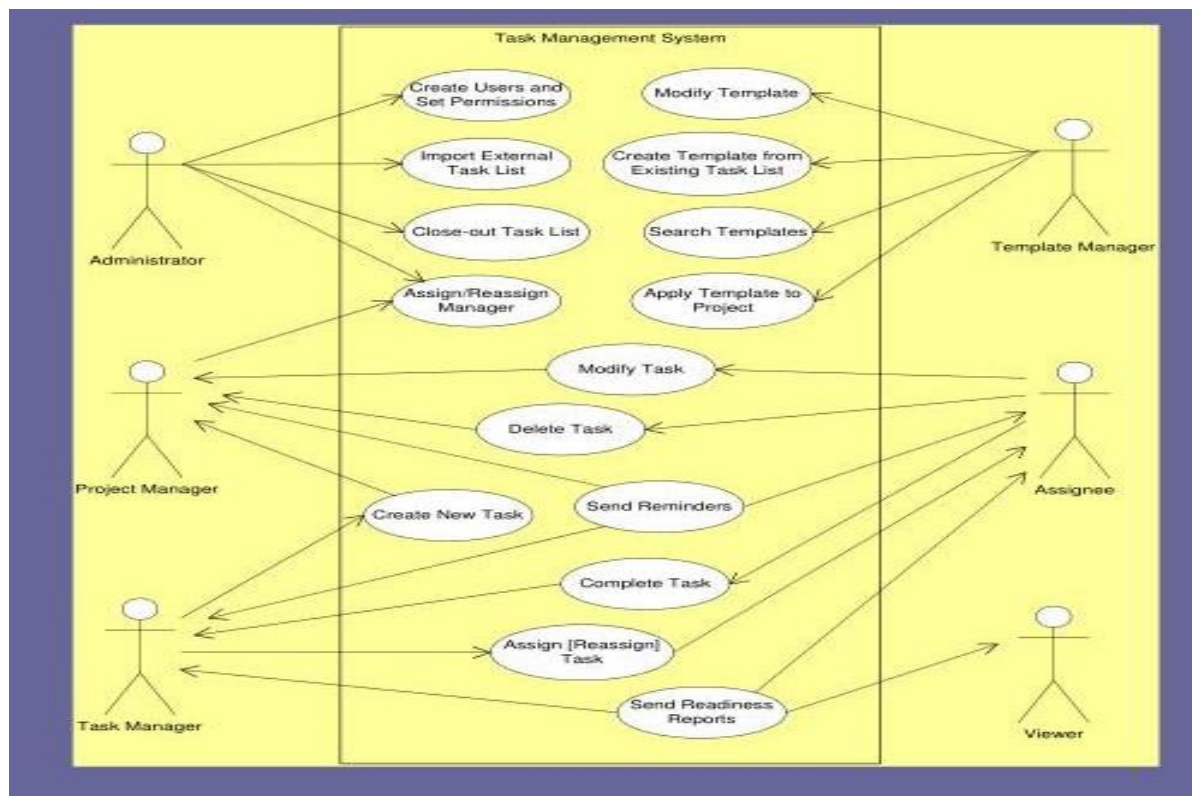 Task Management System
Create Users and
Set Permissions
Modify Template
Import External
Task List
Create Template from
Existing Task List
Close-out Task List
Search Templates
Administrator
Template Manager
Assign/Reassign
Manager
Apply Template to
Project
Modify Task
Delete Task
Project Manager
Assignee
Create New Task
Send Reminders
Complete Task
Assign [Reassign]
Task
Send Readiness
Reports
Task Manager
Viewer